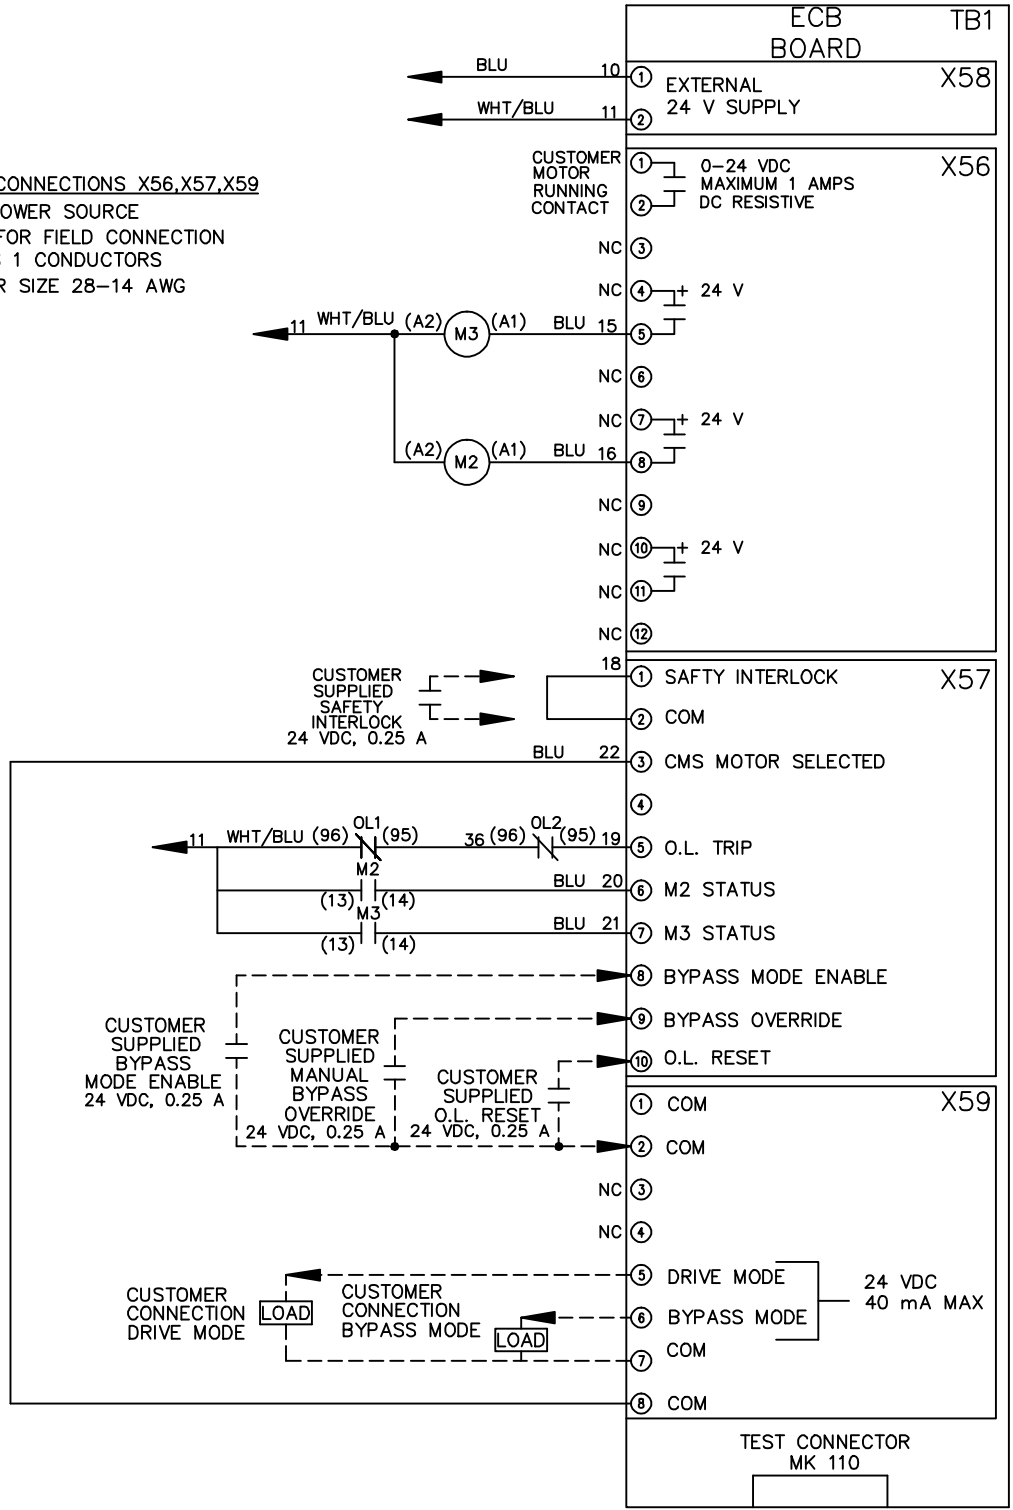 ECB
BOARD
TB1
BLU 10 1 EXTERNAL X58
WHT/BLU 11 2 24 V SUPPLY
CONNECTIONS X56,X57,X59
OWER SOURCE
FOR FIELD CONNECTION
1 CONDUCTORS
R SIZE 28-14 AWG
CUSTOMER
MOTOR
RUNNING
CONTACT
1
2
0-24 VDC
MAXIMUM 1 AMPS
DC RESISTIVE
X56
NC 3
NC 4 + 24 V
11 WHT/BLU (A2) M3 (A1) BLU 15 5
NC 6
NC 7 + 24 V
(A2) M2 (A1) BLU 16 8
NC 9
NC 10 + 24 V
NC 11
NC 12
CUSTOMER
SUPPLIED
SAFETY
INTERLOCK
24 VDC, 0.25 A
18 1 SAFTY INTERLOCK X57
2 COM
BLU 22 3 CMS MOTOR SELECTED
4
11 WHT/BLU (96) OL1 (95) 36 (96) OL2 (95) 19 5 O.L. TRIP
M2
(13) (14) BLU 20 6 M2 STATUS
M3
(13) (14) BLU 21 7 M3 STATUS
8 BYPASS MODE ENABLE
9 BYPASS OVERRIDE
10 O.L. RESET
CUSTOMER
SUPPLIED
BYPASS
MODE ENABLE
24 VDC, 0.25 A
CUSTOMER
SUPPLIED
MANUAL
BYPASS
OVERRIDE
24 VDC, 0.25 A
CUSTOMER
SUPPLIED
O.L. RESET
24 VDC, 0.25 A
1 COM X59
2 COM
NC 3
NC 4
5 DRIVE MODE
6 BYPASS MODE
7 COM
24 VDC
40 mA MAX
CUSTOMER
CONNECTION
DRIVE MODE
LOAD
CUSTOMER
CONNECTION
BYPASS MODE
LOAD
8 COM
TEST CONNECTOR
MK 110